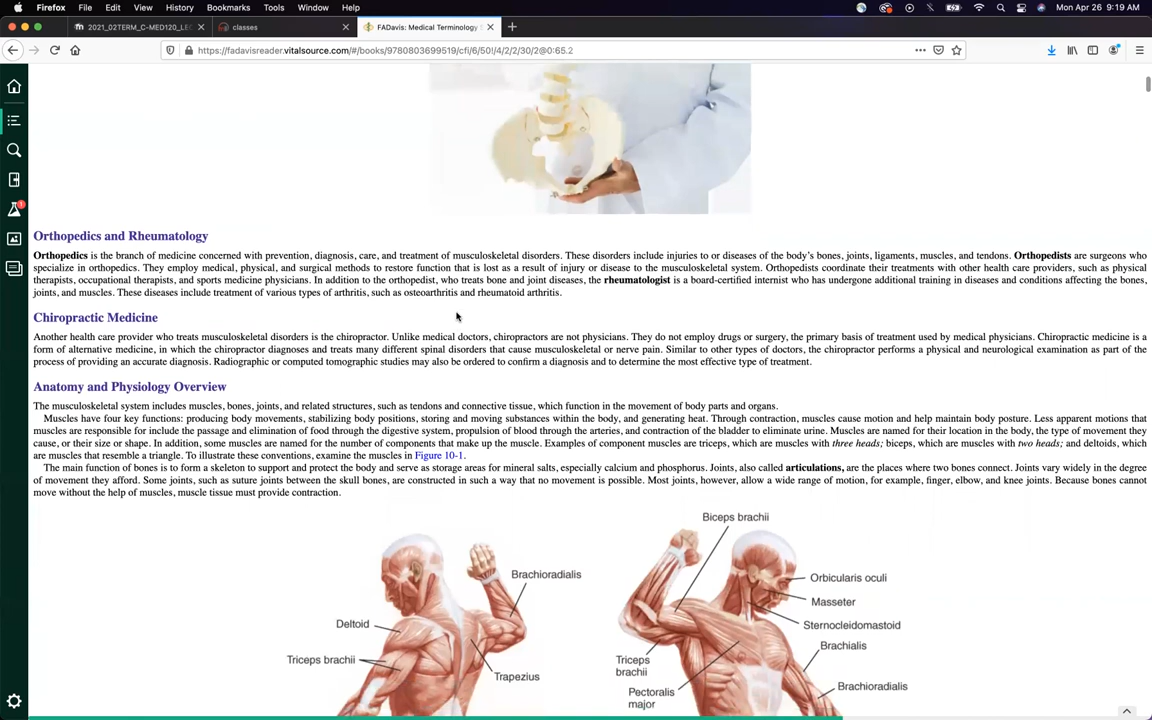 Firefox File Edit View History Bookmarks Tools Window Help Mon Apr 26 9:19 AM
2021_02TERM_C-MED120_LEC classes FADavis: Medical Terminology
https://fadavisreader.vitalsource.com/#/books/9780803699519/cfi/6/50!/4/2/2/30/2@0:65.2
Orthopedics and Rheumatology
Orthopedics is the branch of medicine concerned with prevention, diagnosis, care, and treatment of musculoskeletal disorders. These disorders include injuries to or diseases of the body's bones, joints, ligaments, muscles, and tendons. Orthopedists are surgeons who
specialize in orthopedics. They employ medical, physical, and surgical methods to restore function that is lost as a result of injury or disease to the musculoskeletal system. Orthopedists coordinate their treatments with other health care providers, such as physical
therapists, occupational therapists, and sports medicine physicians. In addition to the orthopedist, who treats bone and joint diseases, the rheumatologist is a board-certified internist who has undergone additional training in diseases and conditions affecting the bones,
joints, and muscles. These diseases include treatment of various types of arthritis, such as osteoarthritis and rheumatoid arthritis.
Chiropractic Medicine
Another health care provider who treats musculoskeletal disorders is the chiropractor. Unlike medical doctors, chiropractors are not physicians. They do not employ drugs or surgery, the primary basis of treatment used by medical physicians. Chiropractic medicine is a
form of alternative medicine, in which the chiropractor diagnoses and treats many different spinal disorders that cause musculoskeletal or nerve pain. Similar to other types of doctors, the chiropractor performs a physical and neurological examination as part of the
process of providing an accurate diagnosis. Radiographic or computed tomographic studies may also be ordered to confirm a diagnosis and to determine the most effective type of treatment.
Anatomy and Physiology Overview
The musculoskeletal system includes muscles, bones, joints, and related structures, such as tendons and connective tissue, which function in the movement of body parts and organs.
Muscles have four key functions: producing body movements, stabilizing body positions, storing and moving substances within the body, and generating heat. Through contraction, muscles cause motion and help maintain body posture. Less apparent motions that
muscles are responsible for include the passage and elimination of food through the digestive system, propulsion of blood through the arteries, and contraction of the bladder to eliminate urine. Muscles are named for their location in the body, the type of movement they
cause, or their size or shape. In addition, some muscles are named for the number of components that make up the muscle. Examples of component muscles are triceps, which are muscles with three heads; biceps, which are muscles with two heads; and deltoids, which
are muscles that resemble a triangle. To illustrate these conventions, examine the muscles in Figure 10-1.
The main function of bones is to form a skeleton to support and protect the body and serve as storage areas for mineral salts, especially calcium and phosphorus. Joints, also called articulations, are the places where two bones connect. Joints vary widely in the degree
of movement they afford. Some joints, such as suture joints between the skull bones, are constructed in such a way that no movement is possible. Most joints, however, allow a wide range of motion, for example, finger, elbow, and knee joints. Because bones cannot
move without the help of muscles, muscle tissue must provide contraction.
Biceps brachii
Brachioradialis
Orbicularis oculi
Masseter
Deltoid
Sternocleidomastoid
Brachialis
Triceps brachii
Triceps
brachii
Trapezius
Brachioradialis
Pectoralis
major